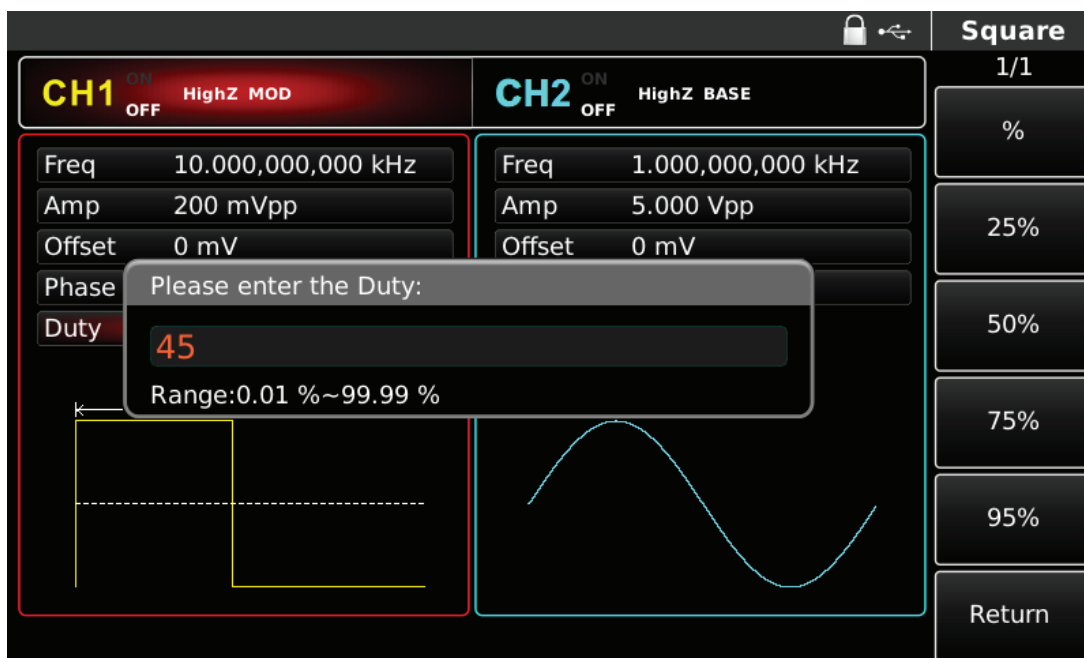 Square
1/1
CH1 ON OFF HighZ MOD
CH2 ON OFF HighZ BASE
Freq 10.000,000,000 kHz
Amp 200 mVpp
Offset 0 mV
Phase
Duty
Freq 1.000,000,000 kHz
Amp 5.000 Vpp
Offset 0 mV
Please enter the Duty:
45
Range:0.01 %~99.99 %
%
25%
50%
75%
95%
Return